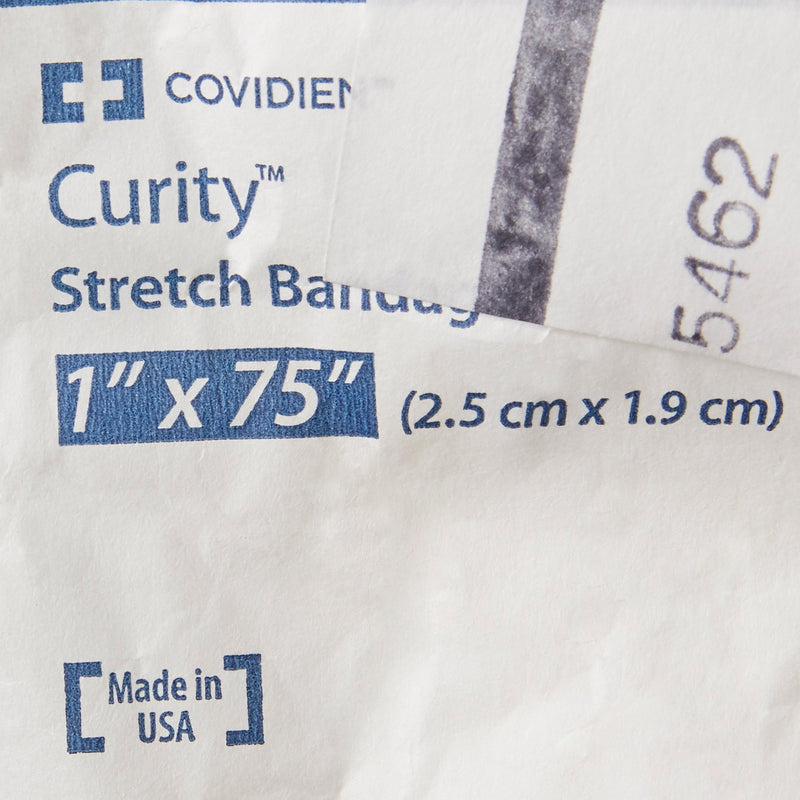 COVIDIEN
Curity™
Stretch Bandag
1” x 75” (2.5 cm x 1.9 cm)
5462
Made in
USA